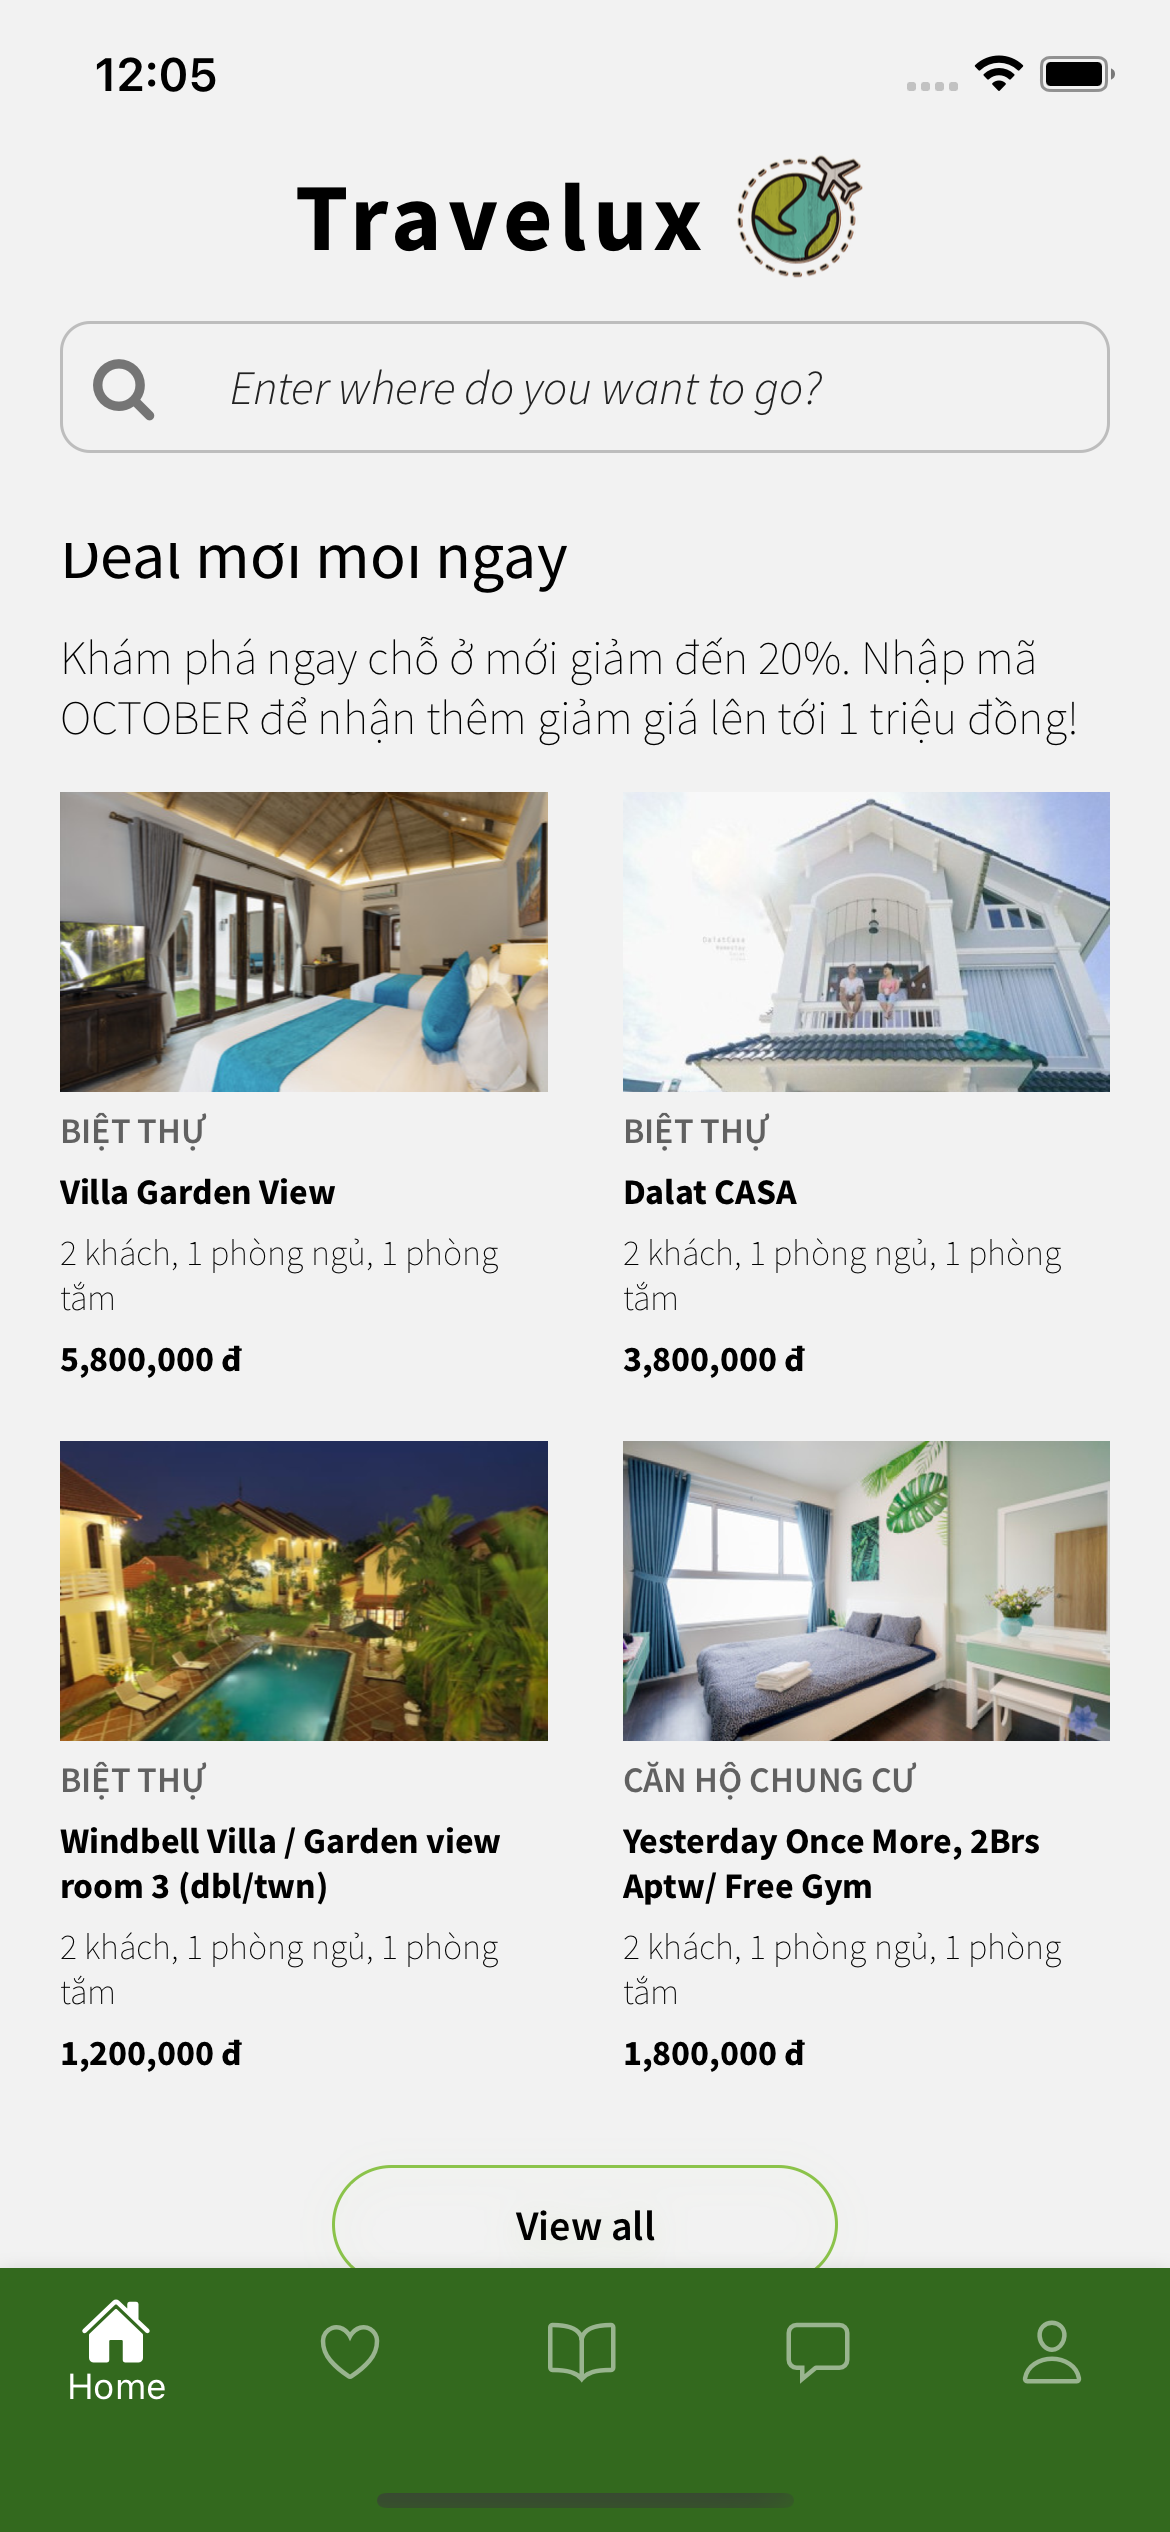 12:05
Travelux
Enter where do you want to go?
Deal mới mỗi ngày
Khám phá ngay chỗ ở mới giảm đến 20%. Nhập mã
OCTOBER để nhận thêm giảm giá lên tới 1 triệu đồng!
DalatCasa
BIỆT THỰ
Villa Garden View
2 khách, 1 phòng ngủ, 1 phòng
tắm
5,800,000 đ
BIỆT THỰ
Dalat CASA
2 khách, 1 phòng ngủ, 1 phòng
tắm
3,800,000 đ
BIỆT THỰ
Windbell Villa / Garden view
room 3 (dbl/twn)
2 khách, 1 phòng ngủ, 1 phòng
tắm
1,200,000 đ
CĂN HỘ CHUNG CƯ
Yesterday Once More, 2Brs
Aptw/ Free Gym
2 khách, 1 phòng ngủ, 1 phòng
tắm
1,800,000 đ
View all
Home